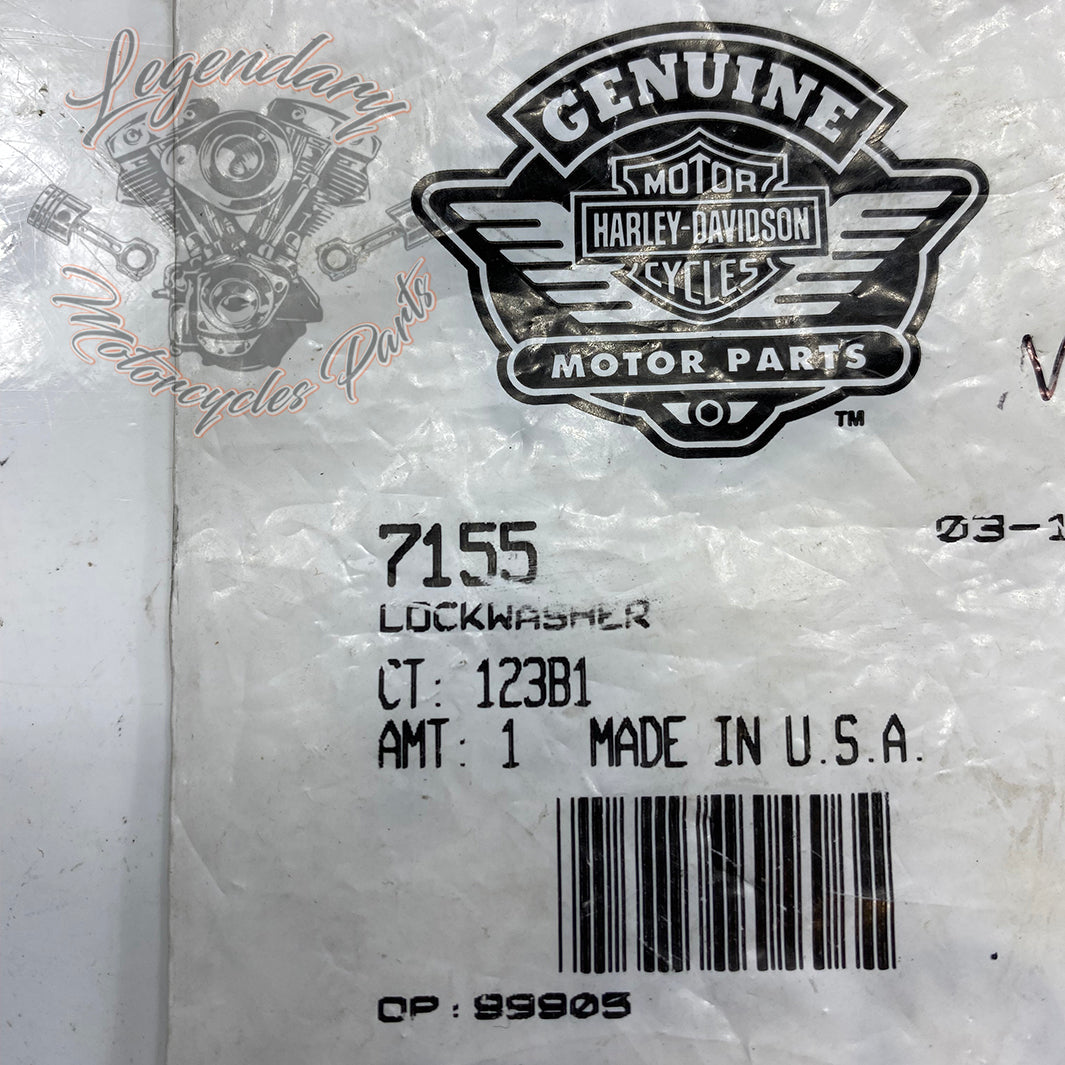 Legendary
Motorcycles Parts
GENUINE
MOTOR
HARLEY-DAVIDSON
CYCLES
MOTOR PARTS
TM
7155
03-1
LOCKWASHER
CT: 123B1
AMT: 1 MADE IN U.S.A.
OP: 99905